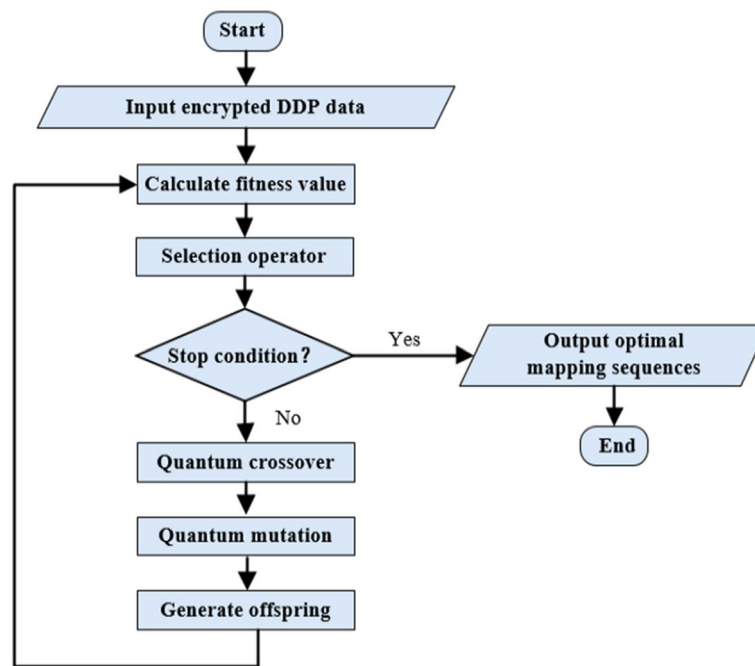 Start
Input encrypted DDP data
Calculate fitness value
Selection operator
Stop condition?
Yes
Output optimal
mapping sequences
No
End
Quantum crossover
Quantum mutation
Generate offspring